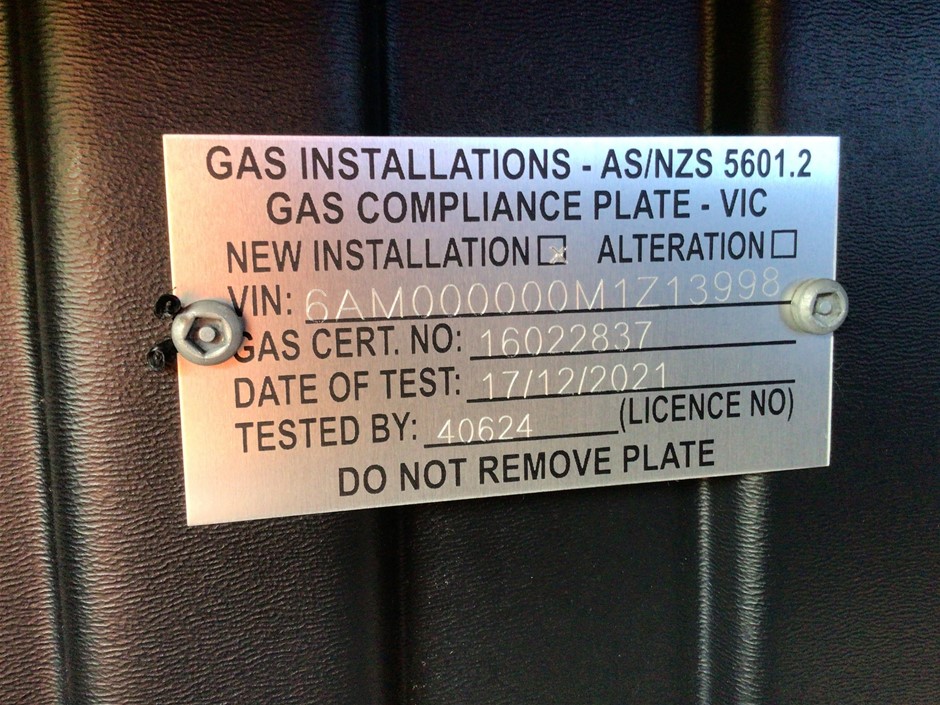 GAS INSTALLATIONS - AS/NZS 5601.2
GAS COMPLIANCE PLATE - VIC
NEW INSTALLATION ☒ ALTERATION ☐
VIN: 6AM000000M1Z13998
GAS CERT. NO: 16022837
DATE OF TEST: 17/12/2021
TESTED BY: 40624 (LICENCE NO)
DO NOT REMOVE PLATE